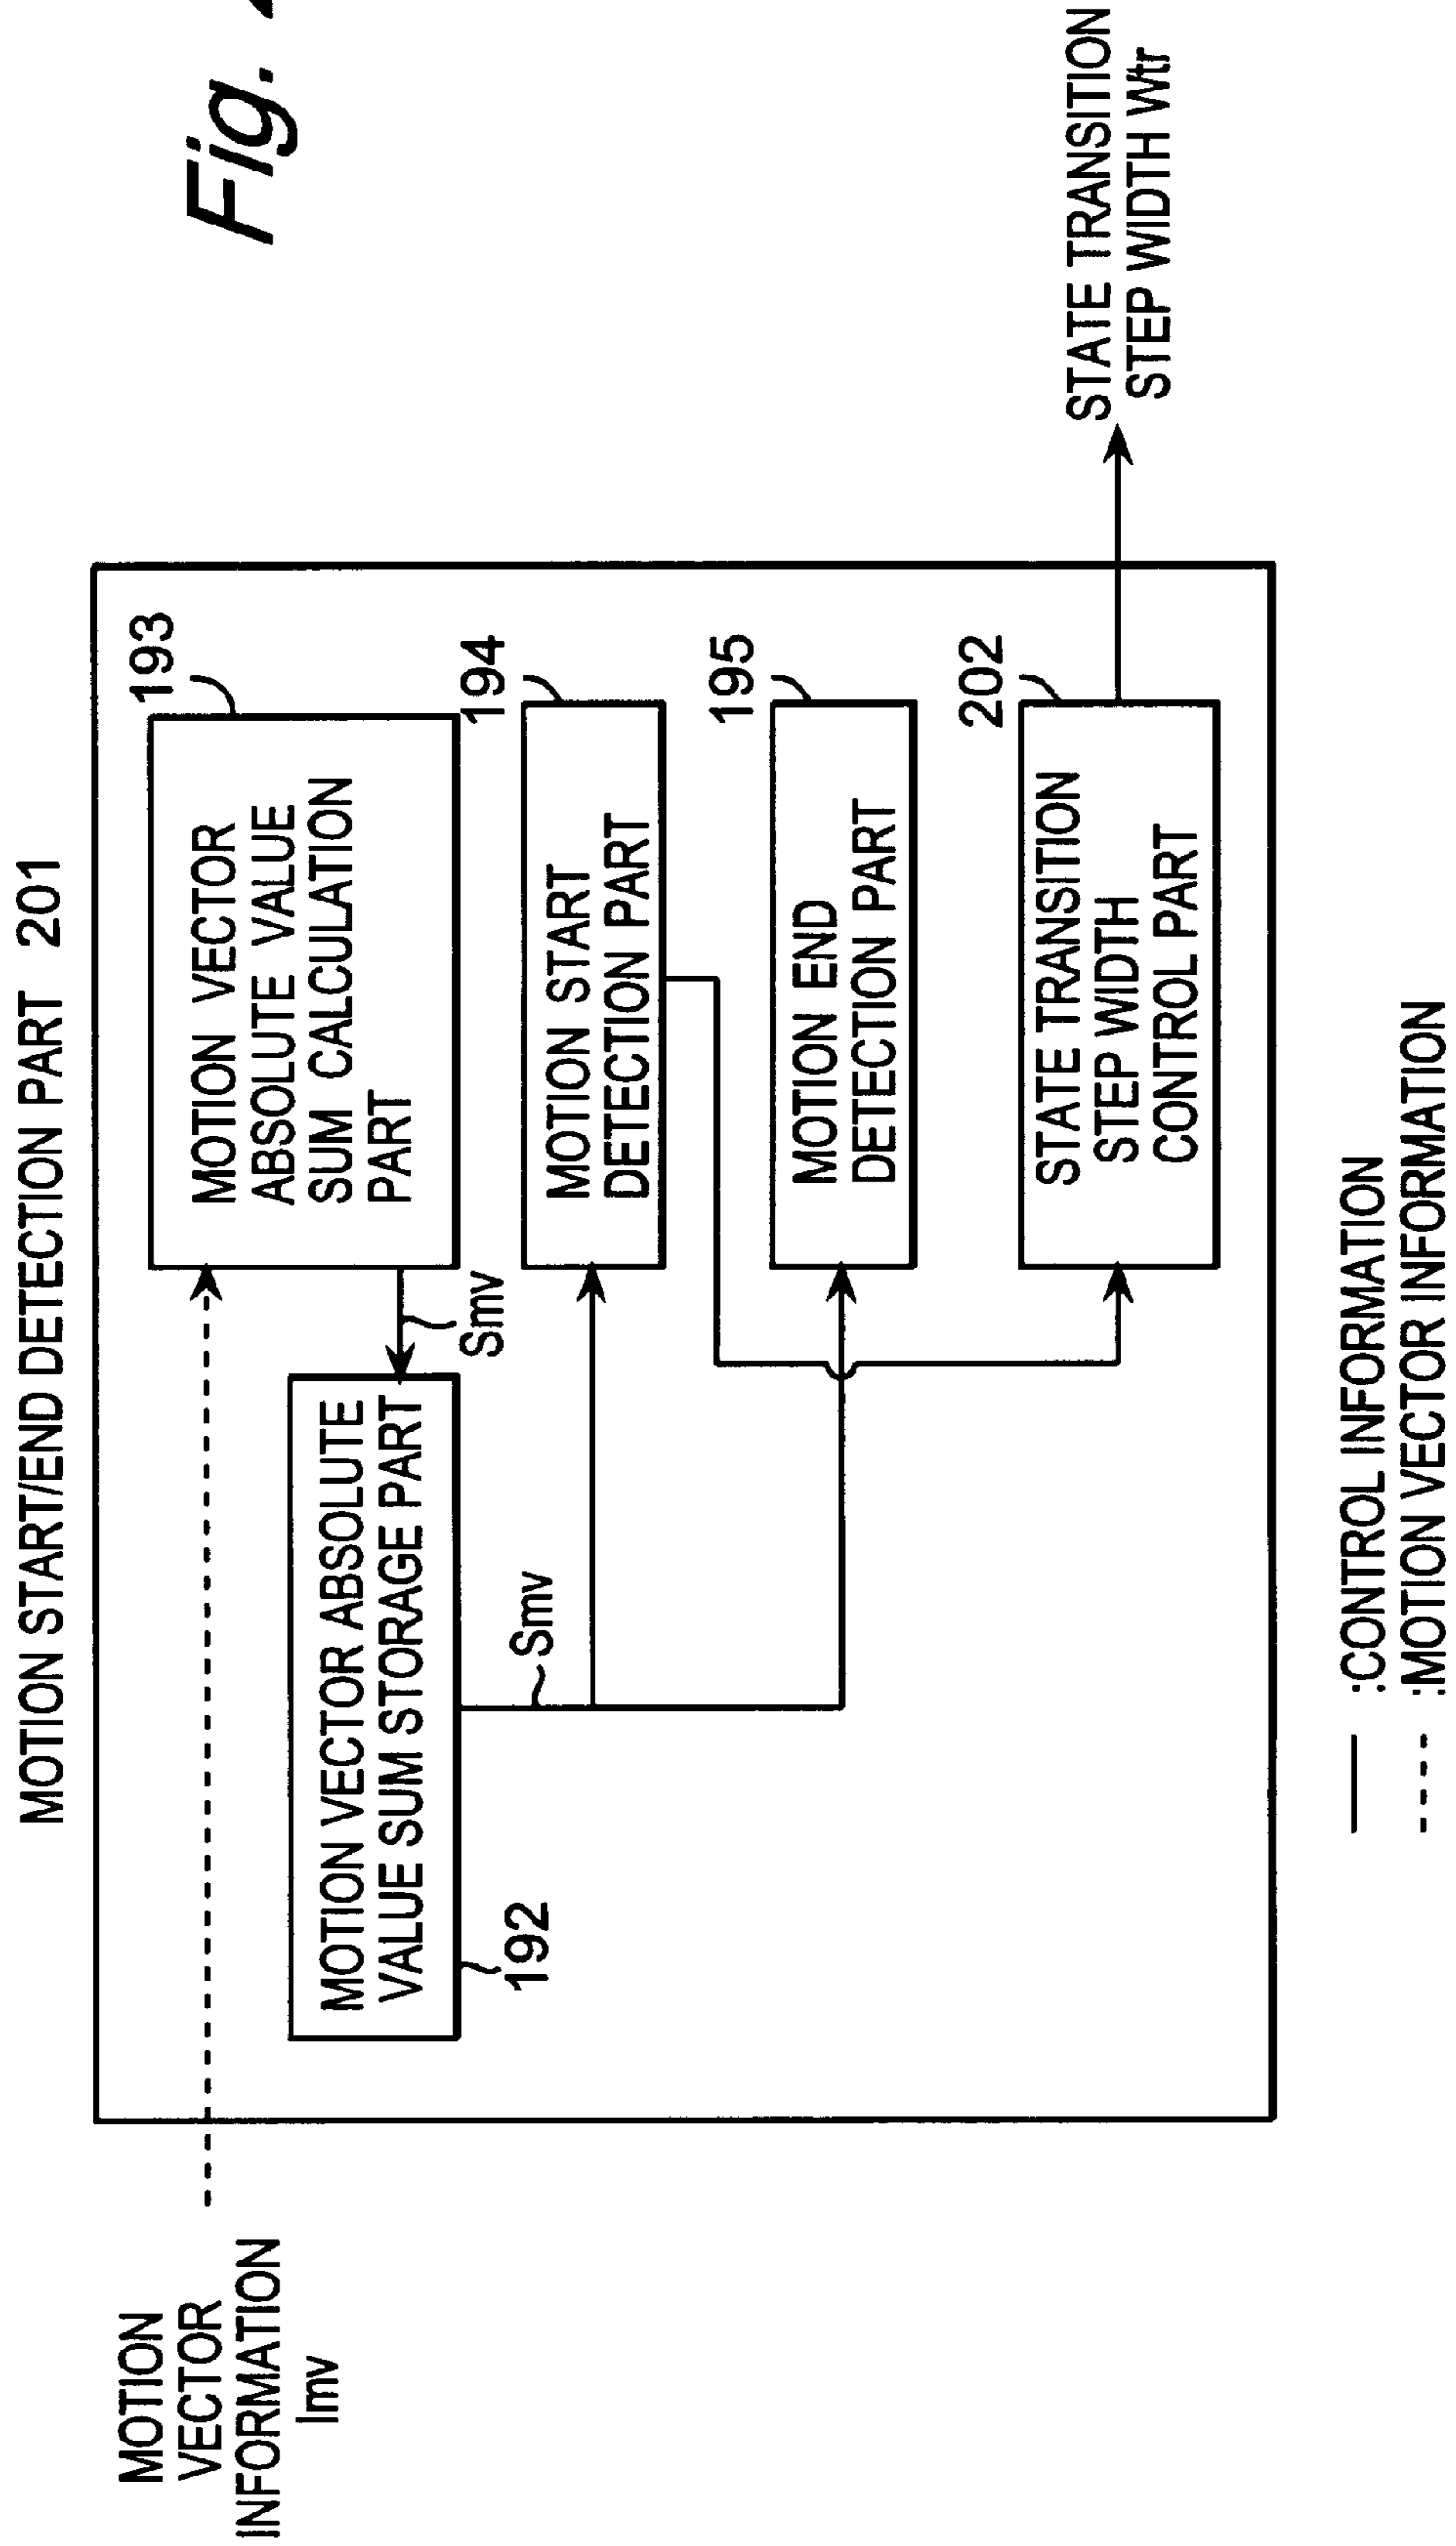 Fig.
MOTION START/END DETECTION PART 201
MOTION
VECTOR
INFORMATION
Imv
193
MOTION VECTOR
ABSOLUTE VALUE
SUM CALCULATION
PART
Smv
MOTION VECTOR ABSOLUTE
VALUE SUM STORAGE PART
192
Smv
194
MOTION START
DETECTION PART
195
MOTION END
DETECTION PART
202
STATE TRANSITION
STEP WIDTH
CONTROL PART
STATE TRANSITION
STEP WIDTH Wtr
:CONTROL INFORMATION
:MOTION VECTOR INFORMATION